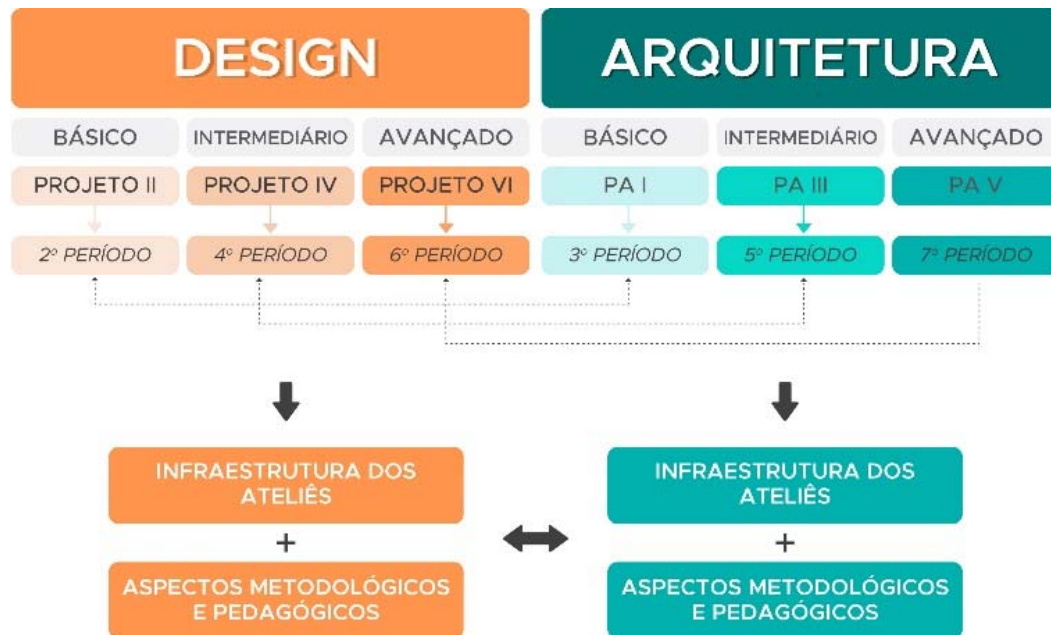 DESIGN
ARQUITETURA
BÁSICO
INTERMEDIÁRIO
AVANÇADO
BÁSICO
INTERMEDIÁRIO
AVANÇADO
PROJETO II
PROJETO IV
PROJETO VI
PA I
PA III
PA V
2º PERÍODO
4º PERÍODO
6º PERÍODO
3º PERÍODO
5º PERÍODO
7º PERÍODO
INFRAESTRUTURA DOS
ATELIÊS
+
ASPECTOS METODOLÓGICOS
E PEDAGÓGICOS
INFRAESTRUTURA DOS
ATELIÊS
+
ASPECTOS METODOLÓGICOS
E PEDAGÓGICOS